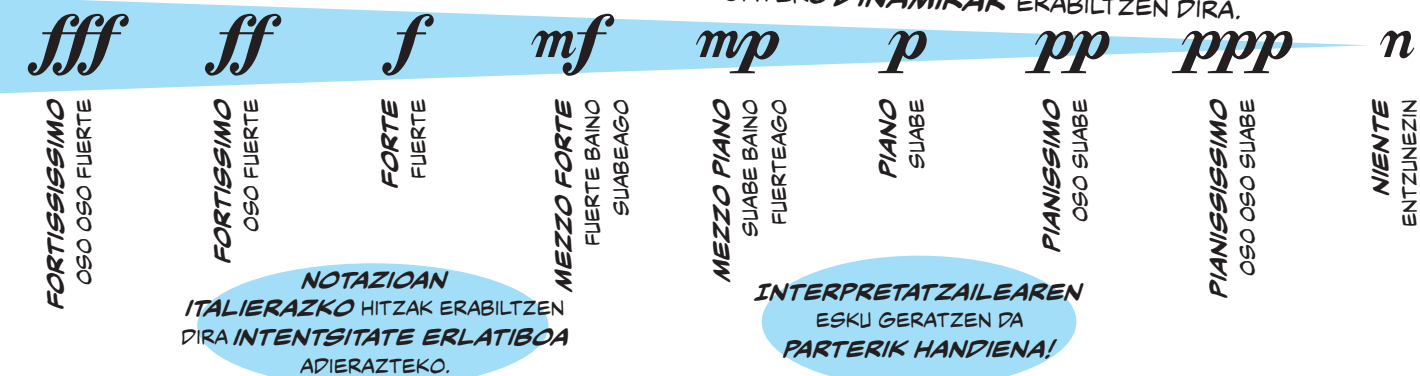 DINAMIKAK ERABILTZEN DIRA.
fff ff f mf mp p pp ppp n
FORTISSISSIMO
OSO OSO FUERTE
FORTISSIMO
OSO FUERTE
FORTE
FUERTE
MEZZO FORTE
FUERTE BAINO
SUABEAGO
MEZZO PIANO
SUABE BAINO
FUERTEAGO
PIANO
SUABE
PIANISSIMO
OSO SUABE
PIANISSISSIMO
OSO OSO SUABE
NIENTE
ENTZUNEZIN
NOTAZIOAN
ITALIERAZKO HITZAK ERABILTZEN
DIRA INTENTSITATE ERLATIBOA
ADIERAZTEKO.
INTERPRETATZAILEAREN
ESKU GERATZEN DA
PARTERIK HANDIENA!